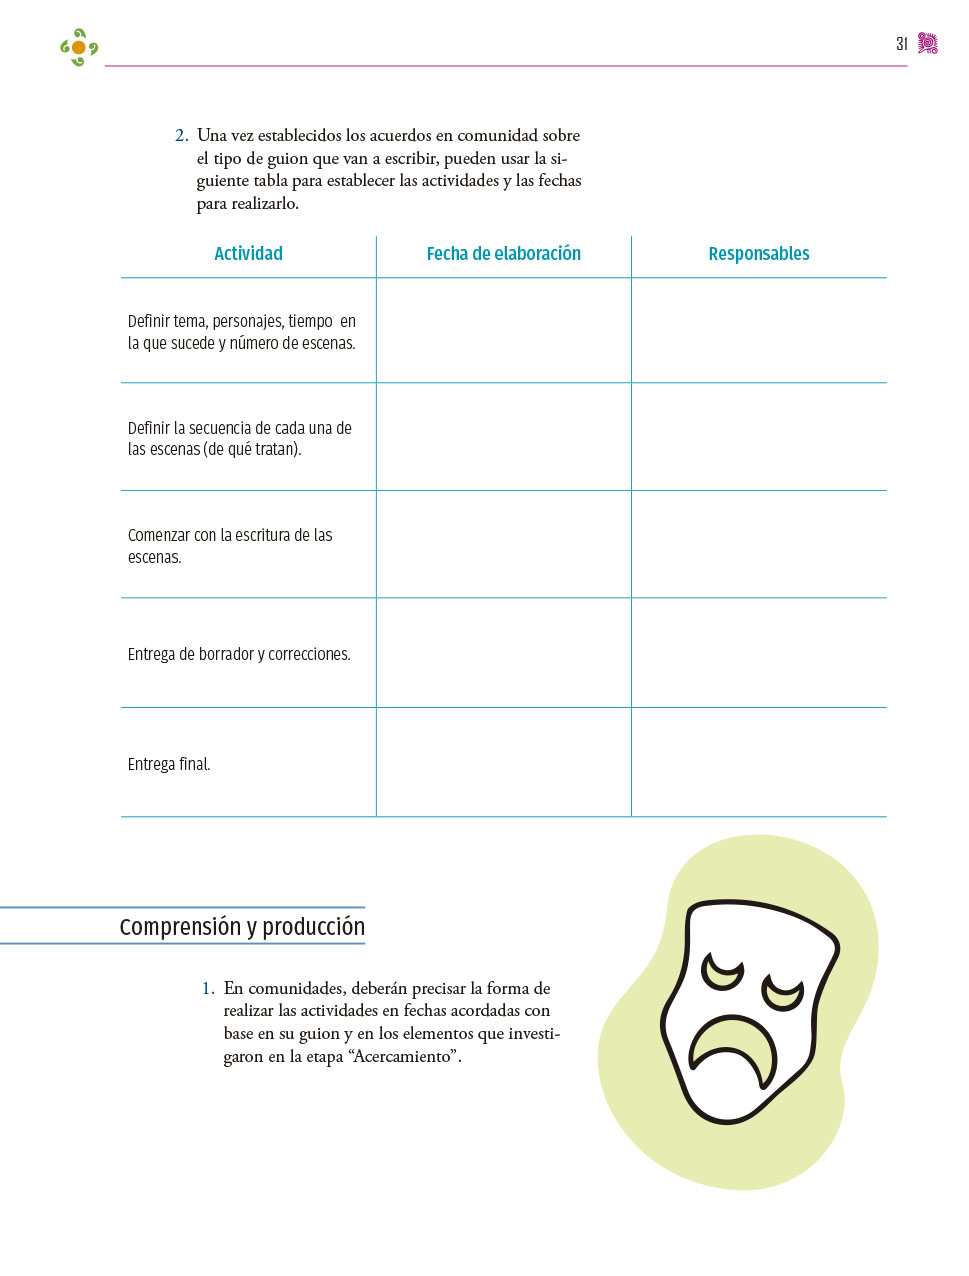 31
2. Una vez establecidos los acuerdos en comunidad sobre
el tipo de guion que van a escribir, pueden usar la si-
guiente tabla para establecer las actividades y las fechas
para realizarlo.
Actividad Fecha de elaboración Responsables
Definir tema, personajes, tiempo en
la que sucede y número de escenas.
Definir la secuencia de cada una de
las escenas (de qué tratan).
Comenzar con la escritura de las
escenas.
Entrega de borrador y correcciones.
Entrega final.
Comprensión y producción
1. En comunidades, deberán precisar la forma de
realizar las actividades en fechas acordadas con
base en su guion y en los elementos que investi-
garon en la etapa “Acercamiento”.